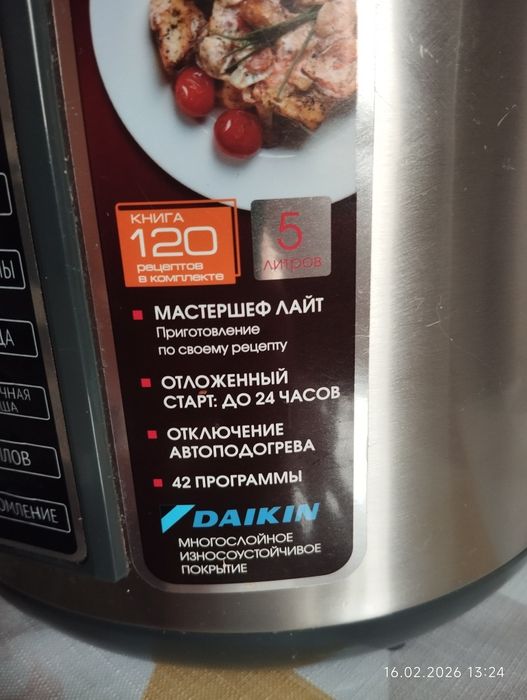 КНИГА
120
рецептов
в комплекте
5
ЛИТРОВ
МАСТЕРШЕФ ЛАЙТ
Приготовление
по своему рецепту
ОТЛОЖЕННЫЙ
СТАРТ: ДО 24 ЧАСОВ
ОТКЛЮЧЕНИЕ
АВТОПОДОГРЕВА
42 ПРОГРАММЫ
DAIKIN
МНОГОСЛОЙНОЕ
ИЗНОСОУСТОЙЧИВОЕ
ПОКРЫТИЕ
16.02.2026 13:24